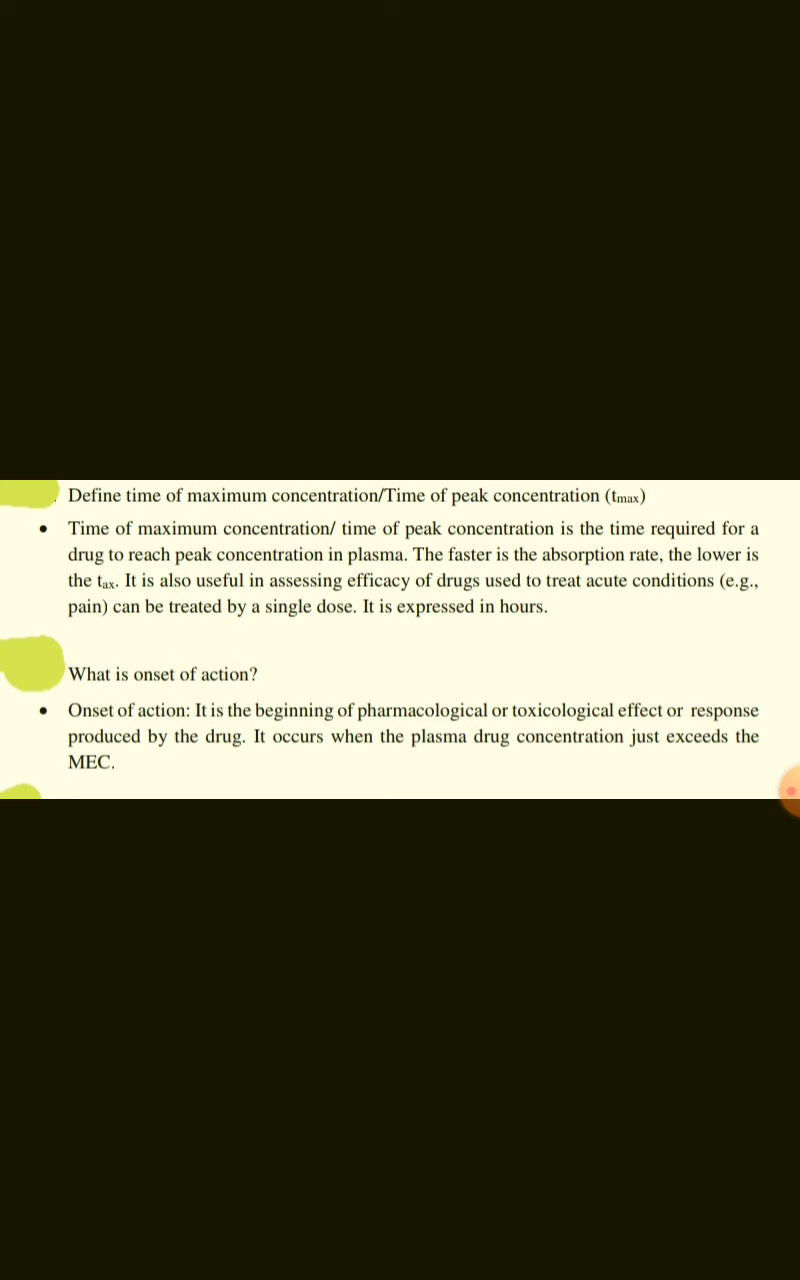 Define time of maximum concentration/Time of peak concentration (tmax)
• Time of maximum concentration/ time of peak concentration is the time required for a
drug to reach peak concentration in plasma. The faster is the absorption rate, the lower is
the tax. It is also useful in assessing efficacy of drugs used to treat acute conditions (e.g.,
pain) can be treated by a single dose. It is expressed in hours.
What is onset of action?
• Onset of action: It is the beginning of pharmacological or toxicological effect or response
produced by the drug. It occurs when the plasma drug concentration just exceeds the
MEC.